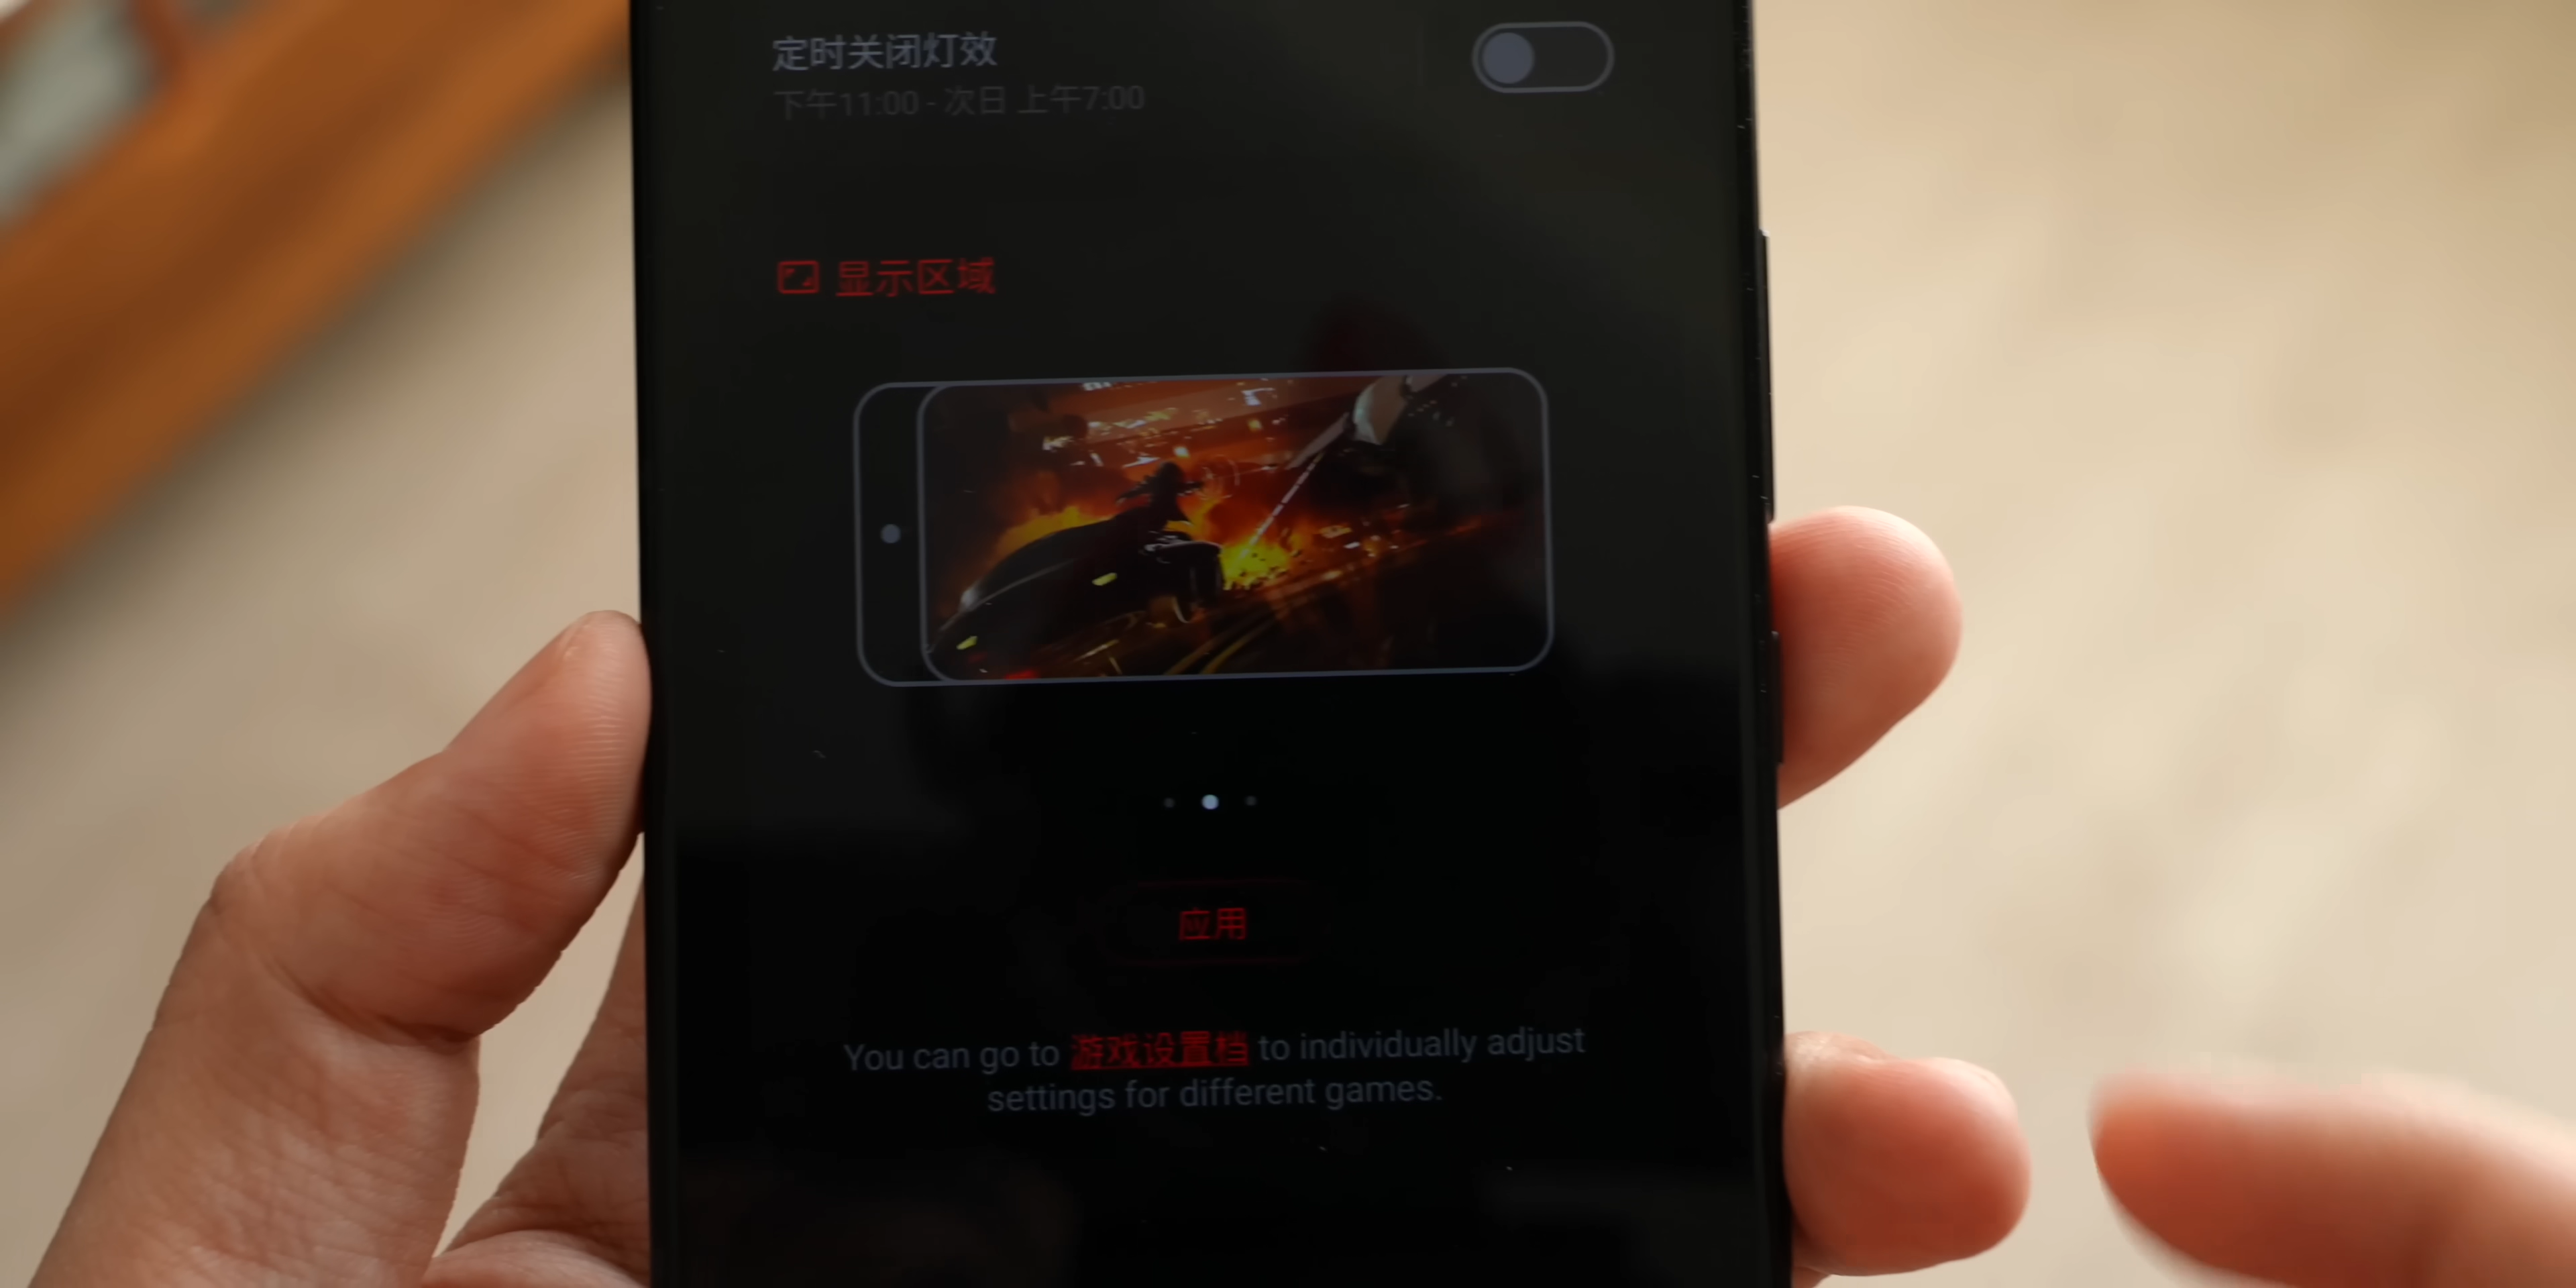 定时关闭灯效
下午11:00 - 次日 上午7:00
显示区域
应用
You can go to 游戏设置档 to individually adjust
settings for different games.